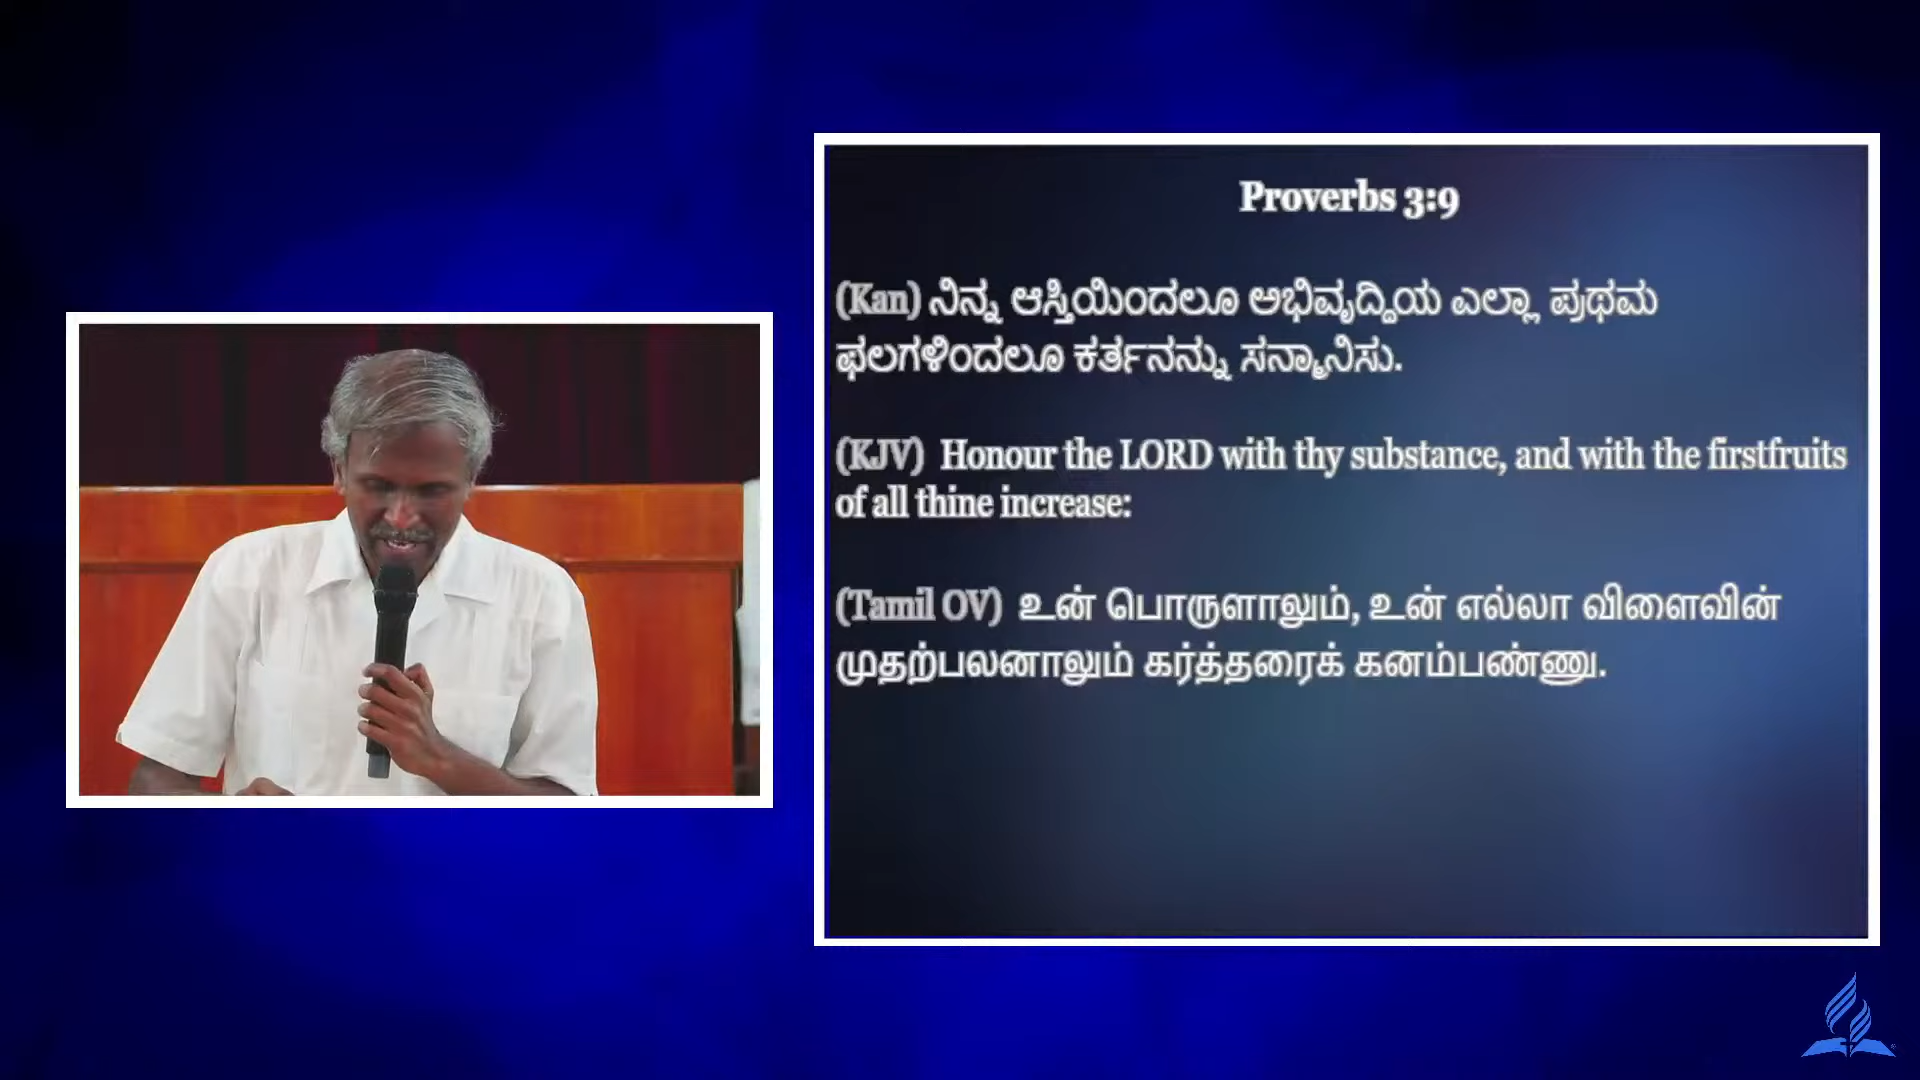 Proverbs 3:9
(Kan) ನಿನ್ನ ಆಸ್ತಿಯಿಂದಲೂ ಅಭಿವೃದ್ಧಿಯ ಎಲ್ಲಾ ಪ್ರಥಮ
ಫಲಗಳಿಂದಲೂ ಕರ್ತನನ್ನು ಸನ್ಮಾನಿಸು.
(KJV) Honour the LORD with thy substance, and with the firstfruits
of all thine increase:
(Tamil OV) உன் பொருளாலும், உன் எல்லா விளைவின்
முதற்பலனாலும் கர்த்தரைக் கனம்பண்ணு.